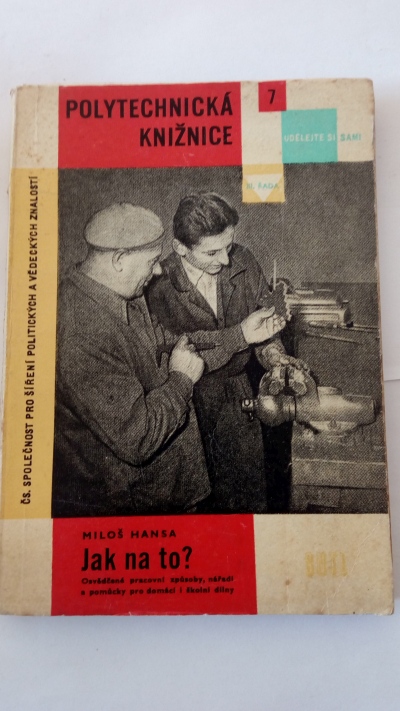 POLYTECHNICKÁ
KNIŽNICE
7
UDĚLEJTE SI SAMI
III. ŘADA
ČS. SPOLEČNOST PRO ŠÍŘENÍ POLITICKÝCH A VĚDECKÝCH ZNALOSTÍ
MILOŠ HANSA
Jak na to?
Osvědčené pracovní způsoby, nářadí
a pomůcky pro domácí i školní dílny